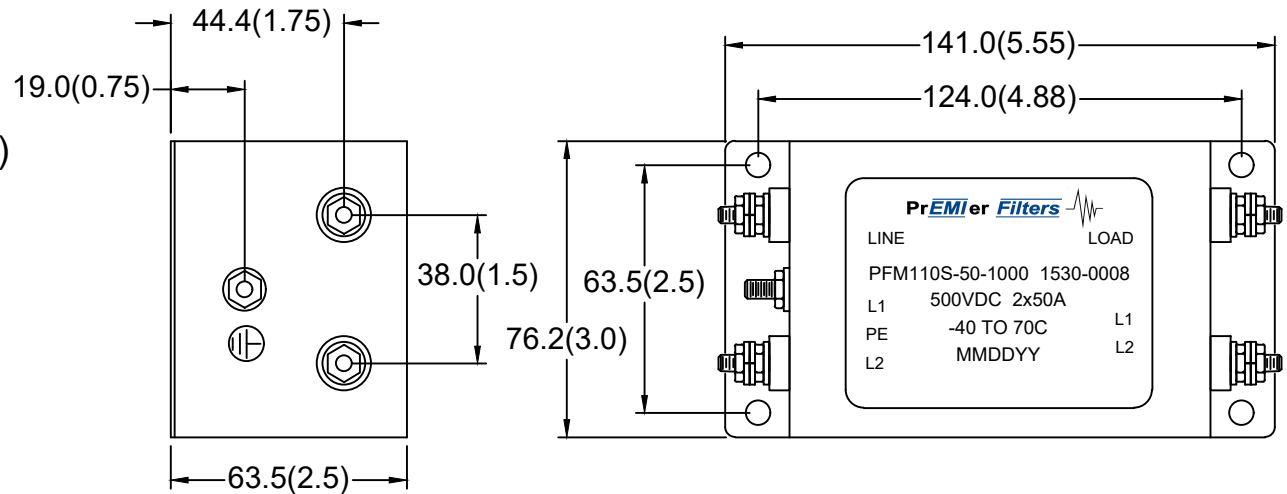 44.4(1.75)
19.0(0.75)
)
38.0(1.5)
63.5(2.5)
141.0(5.55)
124.0(4.88)
63.5(2.5)
76.2(3.0)
PrEMIer Filters
LINE LOAD
PFM110S-50-1000 1530-0008
500VDC 2x50A
L1 L1
-40 TO 70C
PE
L2 L2
MMDDYY